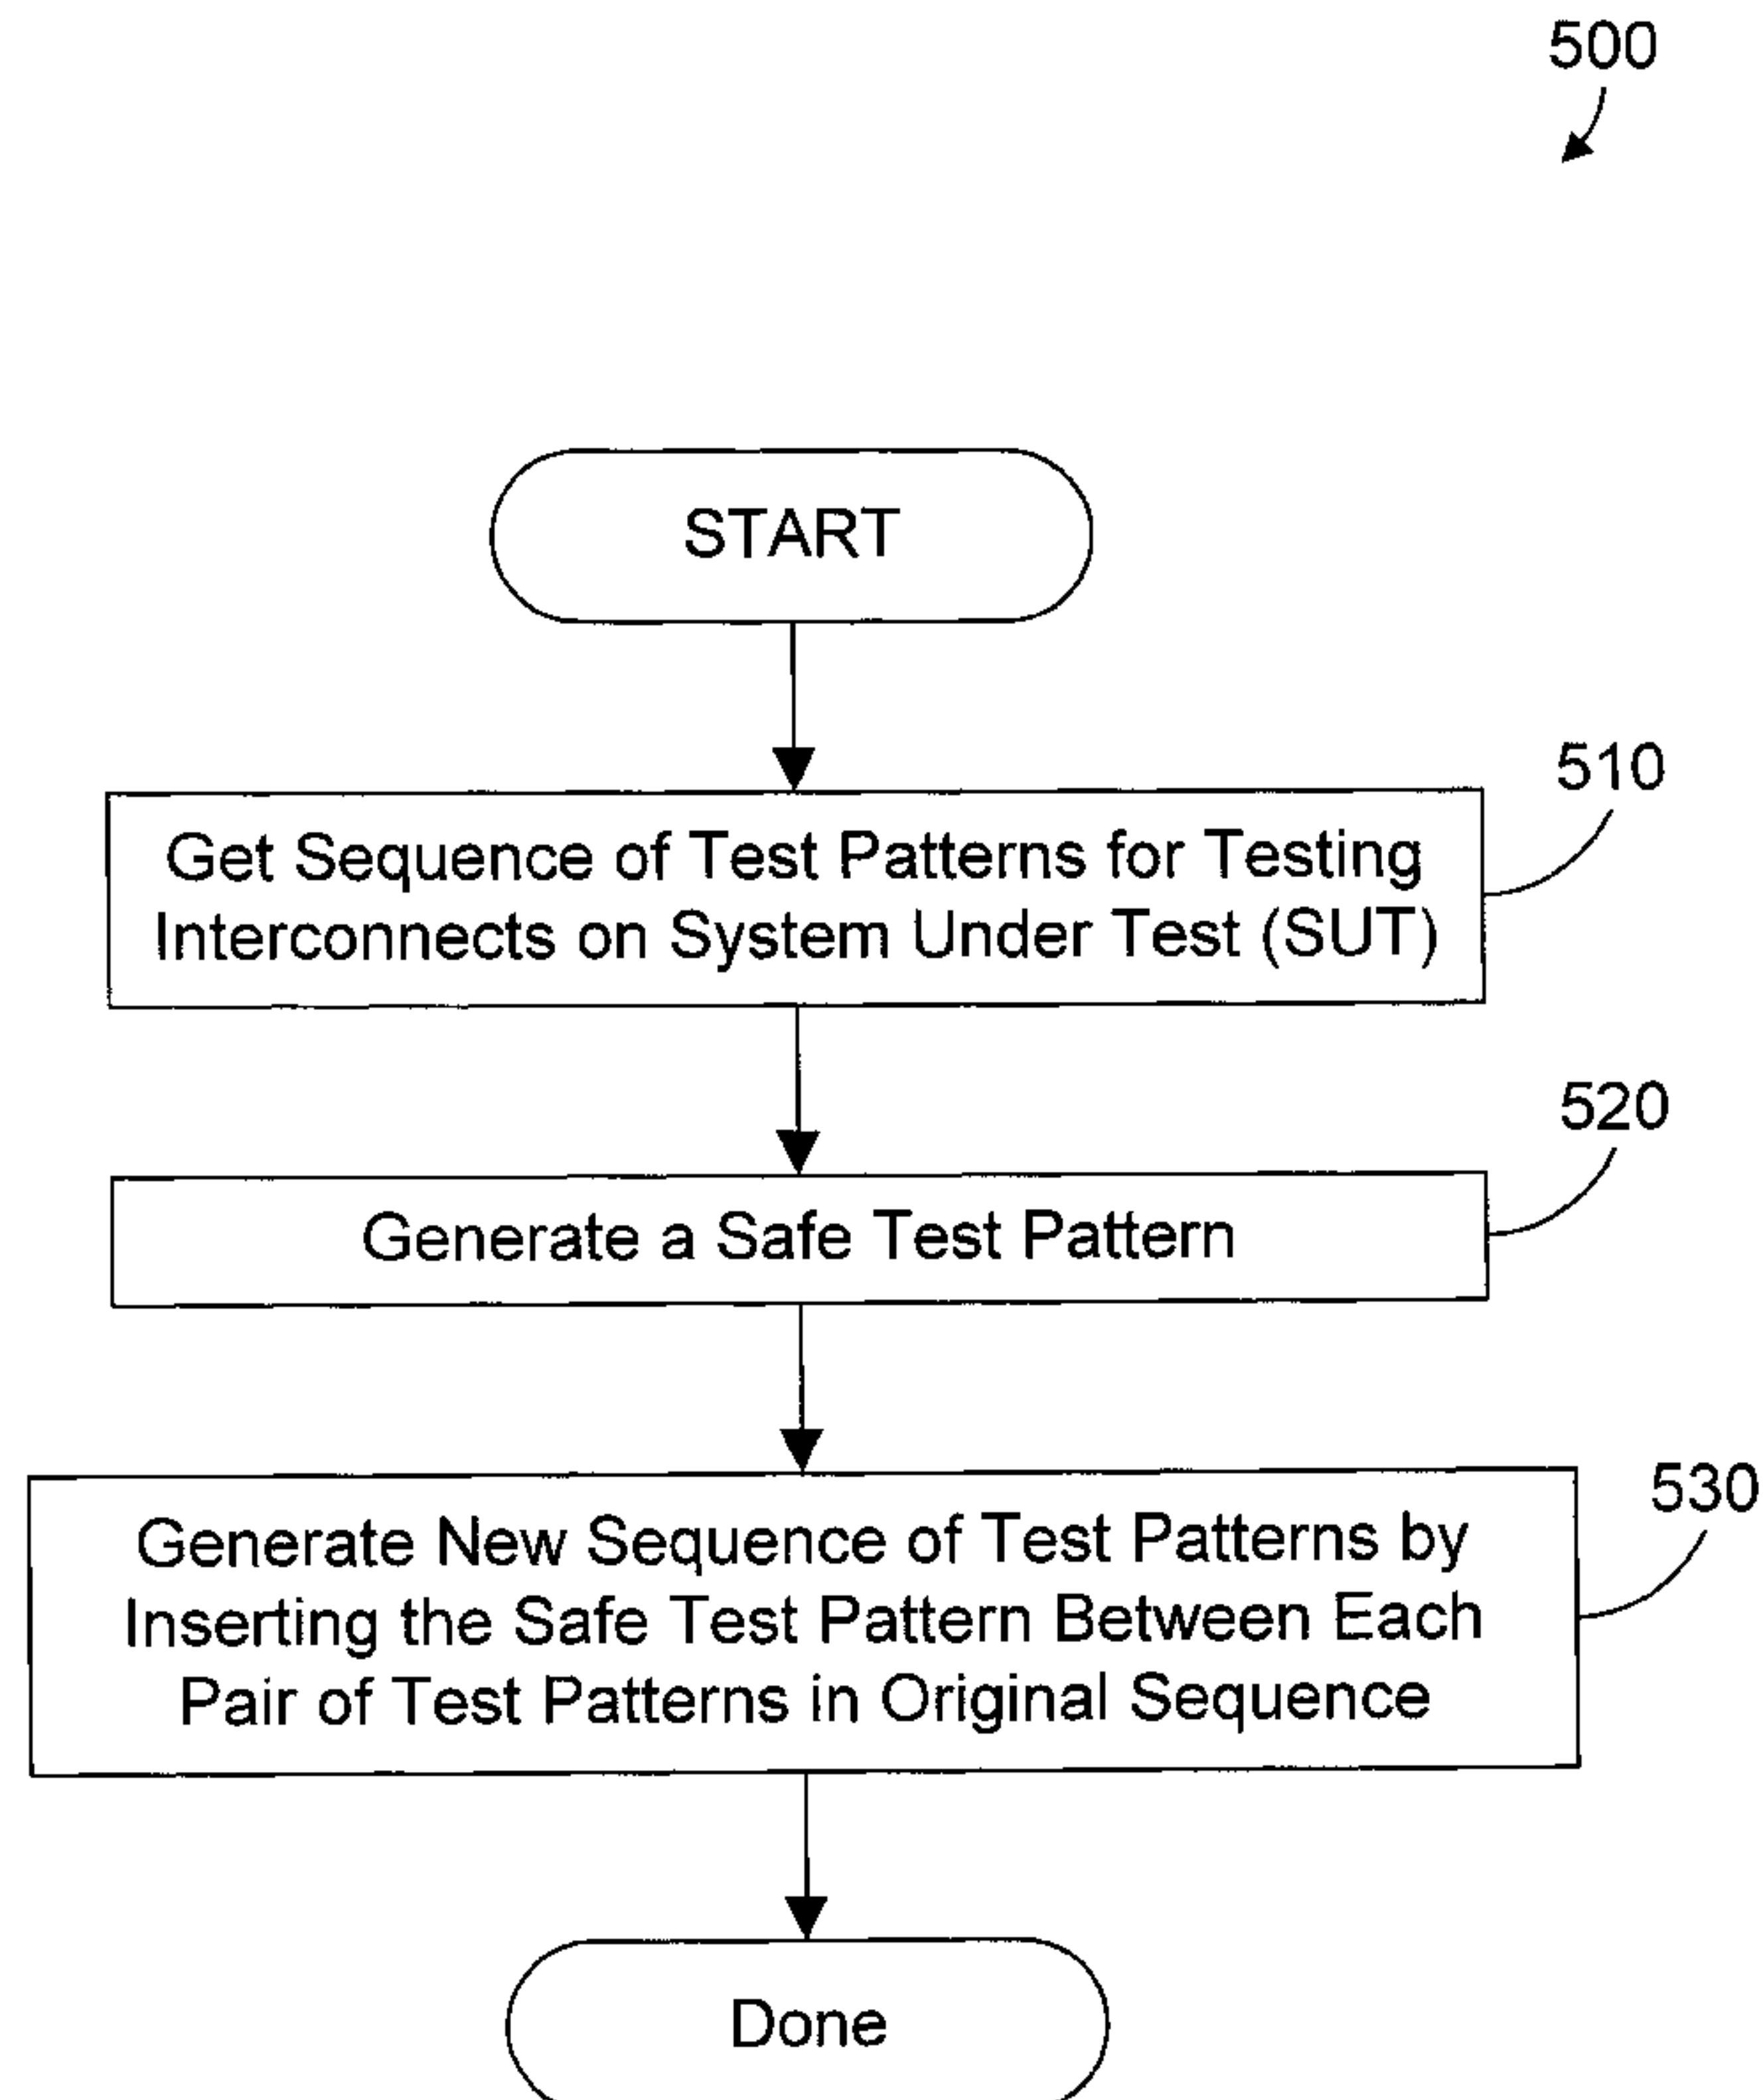 500
START
510
Get Sequence of Test Patterns for Testing
Interconnects on System Under Test (SUT)
520
Generate a Safe Test Pattern
530
Generate New Sequence of Test Patterns by
Inserting the Safe Test Pattern Between Each
Pair of Test Patterns in Original Sequence
Done